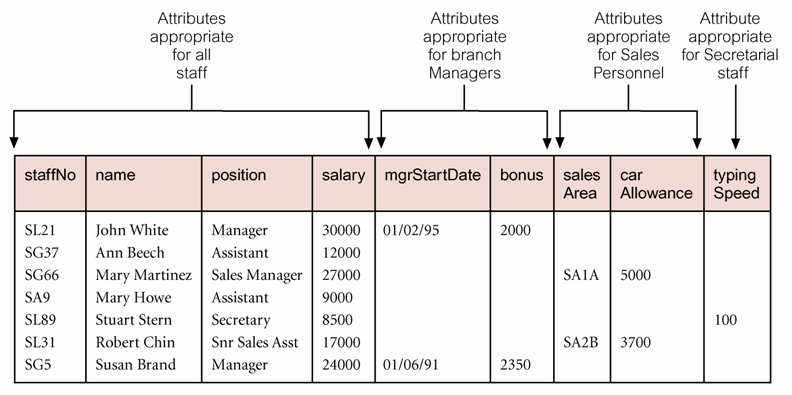 Attributes
appropriate
for all
staff
Attributes
appropriate
for branch
Managers
Attributes
appropriate
for Sales
Personnel
Attribute
appropriate
for Secretarial
staff
staffNo name position salary mgrStartDate bonus sales Area car Allowance typing Speed
SL21 John White Manager 30000 01/02/95 2000
SG37 Ann Beech Assistant 12000
SG66 Mary Martinez Sales Manager 27000 SA1A 5000
SA9 Mary Howe Assistant 9000
SL89 Stuart Stern Secretary 8500 100
SL31 Robert Chin Snr Sales Asst 17000 SA2B 3700
SG5 Susan Brand Manager 24000 01/06/91 2350